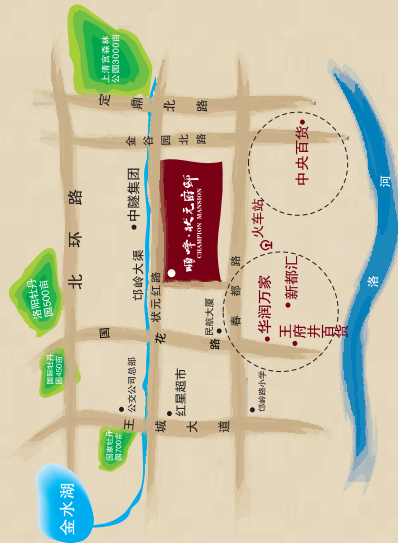 上清宫森林
公园3000亩
定鼎北路
金谷园北路
中央百货
北环路
中隧集团
順峰·状元府邸
CHAMPION MANSION
火车站
河
洛
邙岭大渠
状元红路
春都路
新都汇
华润万家
王府井百货
洛阳牡丹
园500亩
国花路
民航大厦
国际牡丹
园450亩
公交公司总部
红星超市
邙岭路小学
国家牡丹
园700亩
王城大道
金水湖